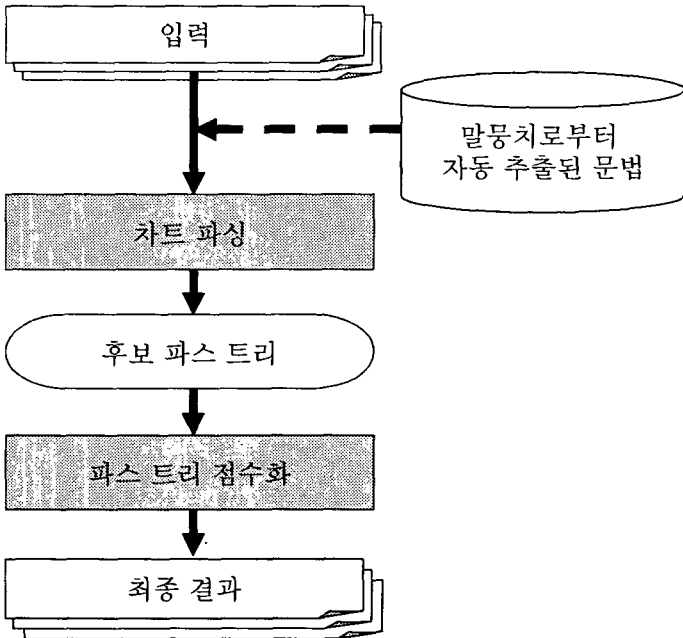 입력
말뭉치로부터
자동 추출된 문법
차트 파싱
후보 파스 트리
파스 트리 점수화
최종 결과